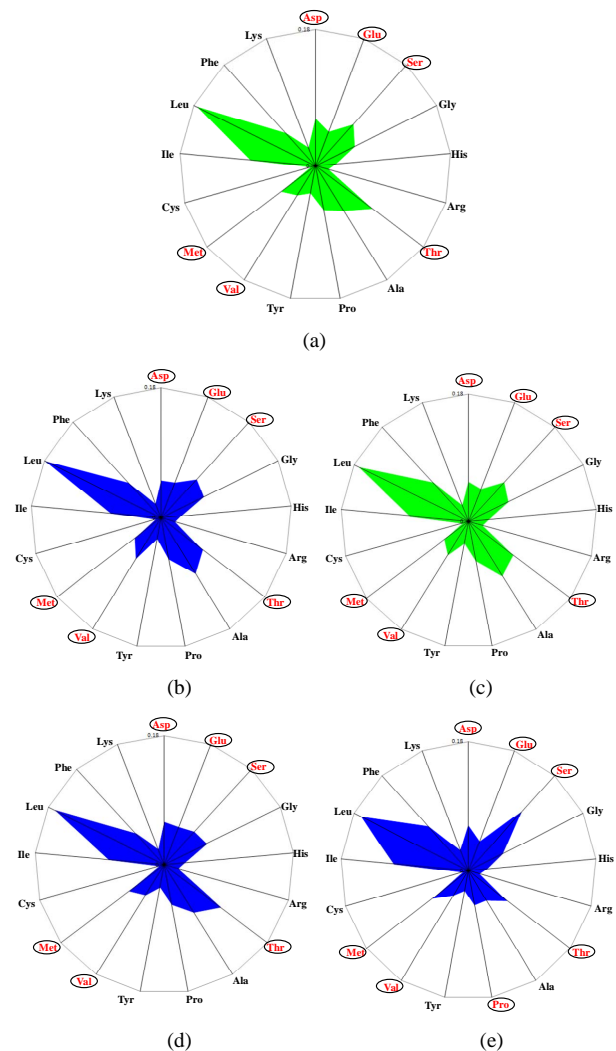 Asp
0.18
Lys Glu
Phe Ser
Leu Gly
Ile His
Cys Arg
Met Thr
Val Ala
Tyr Pro
(a)
Asp Asp
0.18 0.18
Lys Glu Lys Glu
Phe Ser Phe Ser
Leu Gly Leu Gly
Ile His Ile His
Cys Arg Cys Arg
Met Thr Met Thr
Val Ala Val Ala
Tyr Pro Tyr Pro
(b) (c)
Asp Asp
0.18 0.18
Lys Glu Lys Glu
Phe Ser Phe Ser
Leu Gly Leu Gly
Ile His Ile His
Cys Arg Cys Arg
Met Thr Met Thr
Val Ala Val Ala
Tyr Pro Tyr Pro
(d) (e)